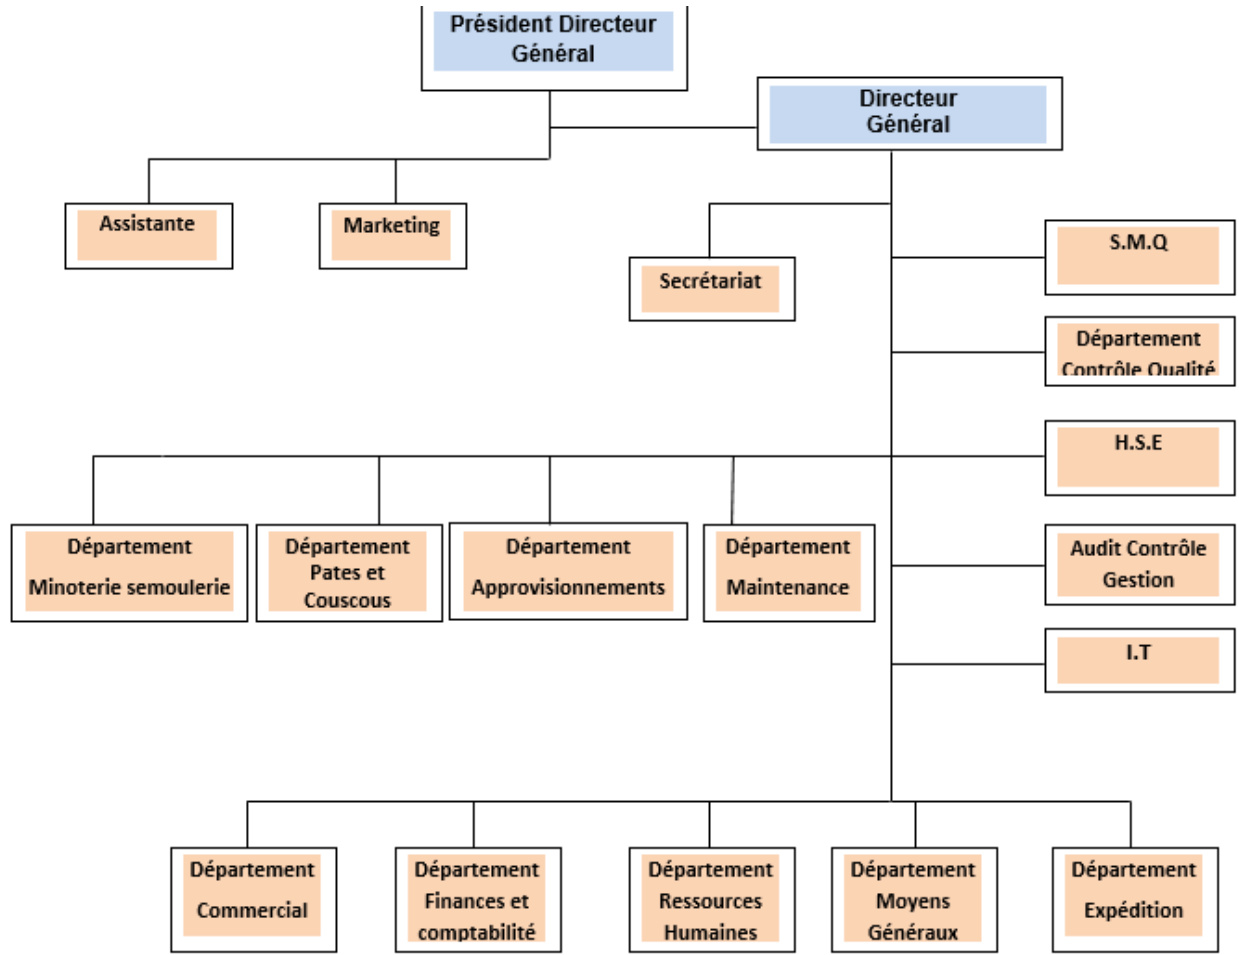 Président Directeur
Général
Directeur
Général
Assistante
Marketing
Secrétariat
S.M.Q
Département
Contrôle Qualité
H.S.E
Département
Minoterie semoulerie
Département
Pates et
Couscous
Département
Approvisionnements
Département
Maintenance
Audit Contrôle
Gestion
I.T
Département
Commercial
Département
Finances et
comptabilité
Département
Ressources
Humaines
Département
Moyens
Généraux
Département
Expédition